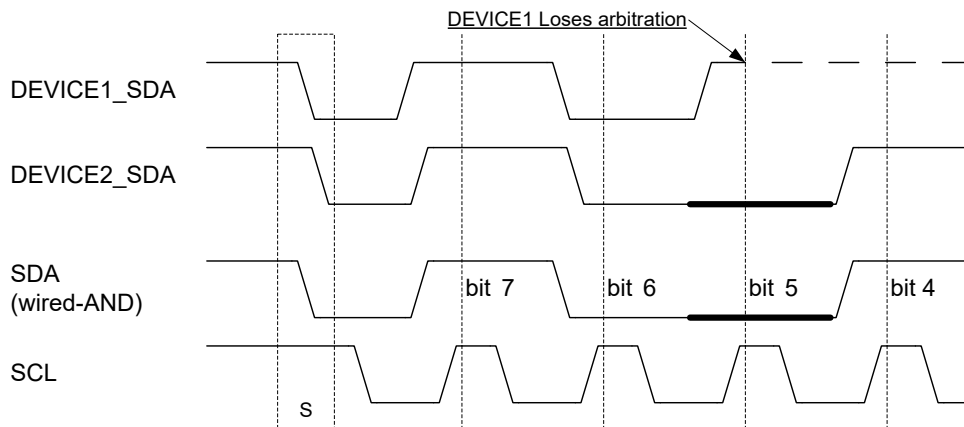 DEVICE1 Loses arbitration
DEVICE1_SDA
DEVICE2_SDA
SDA
(wired-AND)
bit 7
bit 6
bit 5
bit 4
SCL
S